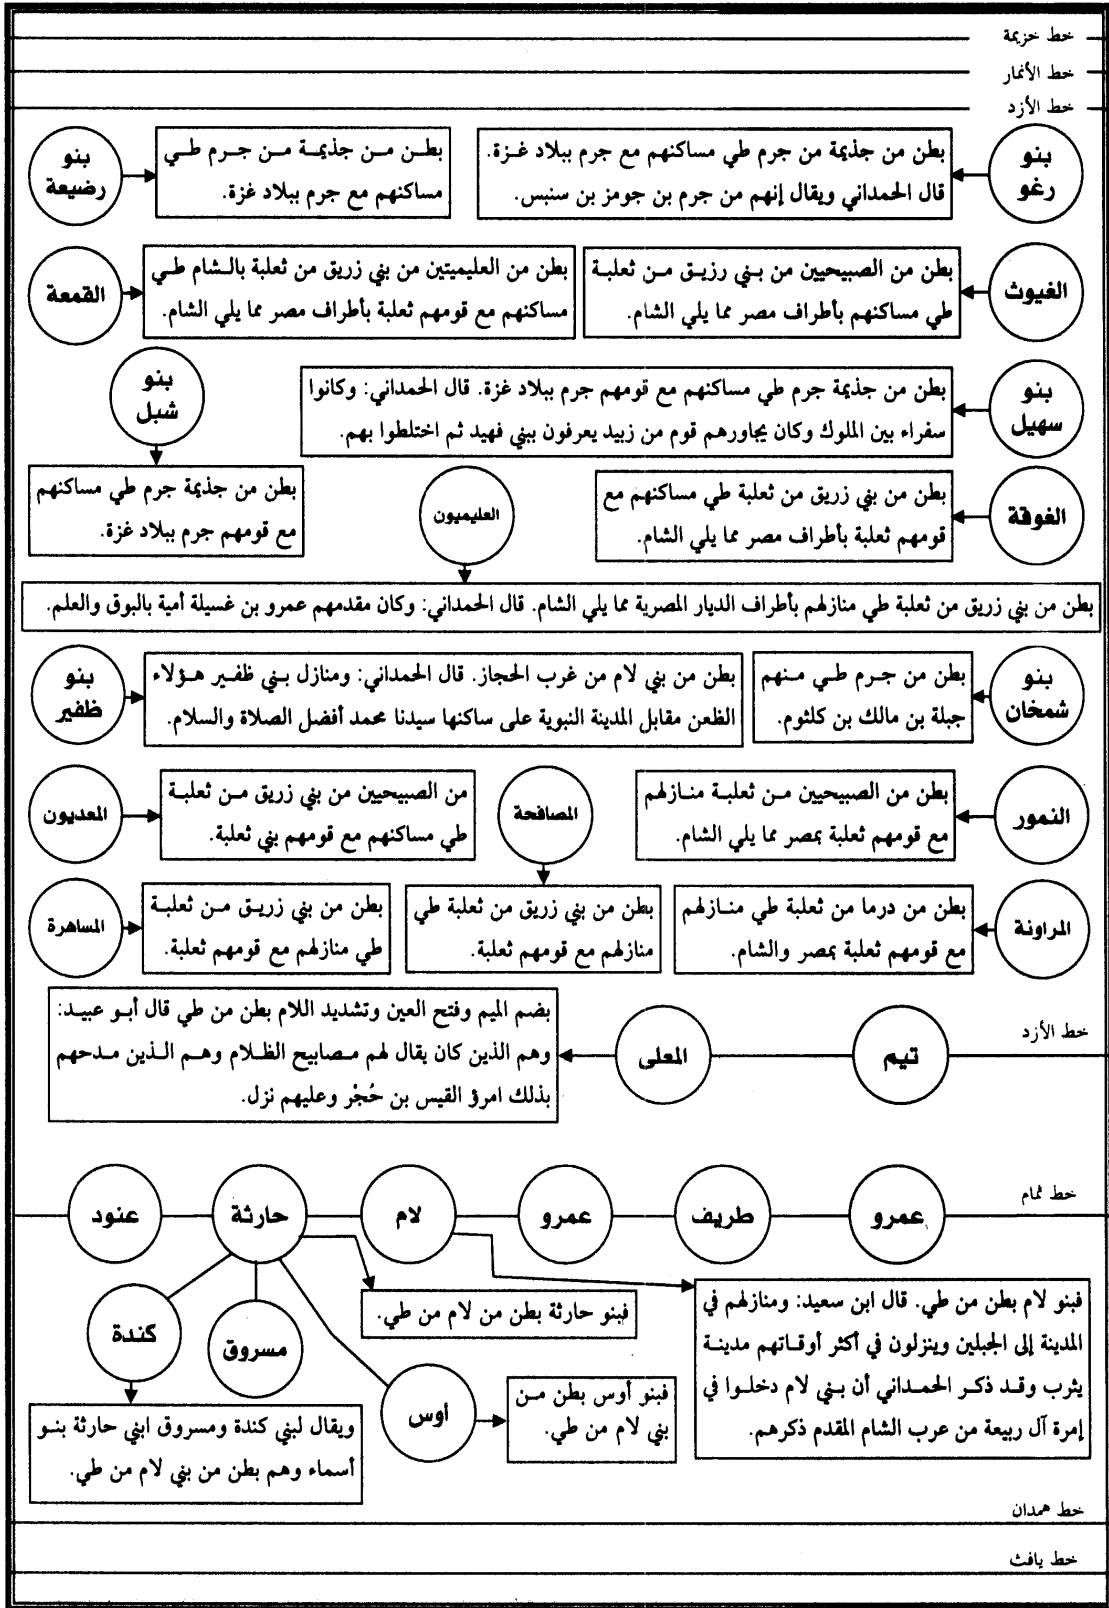 خط خزيمة
خط الأنمار
خط الأزد
بنو
رغو
بطن من جذيمة من جرم طي مساكنهم مع جرم ببلاد غزة.
قال الحمداني ويقال إنهم من جرم بن جومز بن سنبس.
بنو
رضيعة
بطن من جذيمة من جرم طي
مساكنهم مع جرم ببلاد غزة.
الغيوث
بطن من الصبيحيين من بني رزيق من ثعلبة
طي مساكنهم بأطراف مصر مما يلي الشام.
القمعة
بطن من العليميتين من بني زريق من ثعلبة بالشام طي
مساكنهم مع قومهم ثعلبة بأطراف مصر مما يلي الشام.
بنو
سهيل
بطن من جذيمة جرم طي مساكنهم مع قومهم جرم ببلاد غزة. قال الحمداني: وكانوا
سفراء بين الملوك وكان يجاورهم قوم من زبيد يعرفون ببني فهيد ثم اختلطوا بهم.
بنو
شبل
بطن من جذيمة جرم طي مساكنهم
مع قومهم جرم ببلاد غزة.
الغوقة
بطن من بني زريق من ثعلبة طي مساكنهم مع
قومهم ثعلبة بأطراف مصر مما يلي الشام.
العليميون
بطن من بني زريق من ثعلبة طي منازلهم بأطراف الديار المصرية مما يلي الشام. قال الحمداني: وكان مقدمهم عمرو بن غسيلة أمية بالبوق والعلم.
بنو
شمخان
بطن من جرم طي منهم
جبلة بن مالك بن كلثوم.
بنو
ظفير
بطن من بني لام من غرب الحجاز. قال الحمداني: ومنازل بني ظفير هؤلاء
الظعن مقابل المدينة النبوية على ساكنها سيدنا محمد أفضل الصلاة والسلام.
النمور
بطن من الصبيحيين من ثعلبة منازلهم
مع قومهم ثعلبة بمصر مما يلي الشام.
المصافحة
بطن من بني زريق من ثعلبة طي
منازلهم مع قومهم ثعلبة.
المعديون
من الصبيحيين من بني زريق من ثعلبة
طي مساكنهم مع قومهم بني ثعلبة.
المراونة
بطن من درما من ثعلبة طي منازلهم
مع قومهم ثعلبة بمصر والشام.
المساهرة
بطن من بني زريق من ثعلبة
طي منازلهم مع قومهم ثعلبة.
خط الأزد
تيم
المعلى
بضم الميم وفتح العين وتشديد اللام بطن من طي قال أبو عبيد:
وهم الذين كان يقال لهم مصابيح الظلام وهم الذين مدحهم
بذلك امرؤ القيس بن حُجْر وعليهم نزل.
خط ثمام
عمرو
طريف
عمرو
لام
حارثة
عنود
فبنو لام بطن من طي. قال ابن سعيد: ومنازلهم في
المدينة إلى الجبلين وينزلون في أكثر أوقاتهم مدينة
يثرب وقد ذكر الحمداني أن بني لام دخلوا في
إمرة آل ربيعة من عرب الشام المقدم ذكرهم.
فبنو حارثة بطن من لام من طي.
كندة
مسروق
أوس
فبنو أوس بطن من
بني لام من طي.
ويقال لبني كندة ومسروق ابني حارثة بنو
أسماء وهم بطن من بني لام من طي.
خط همدان
خط يافث